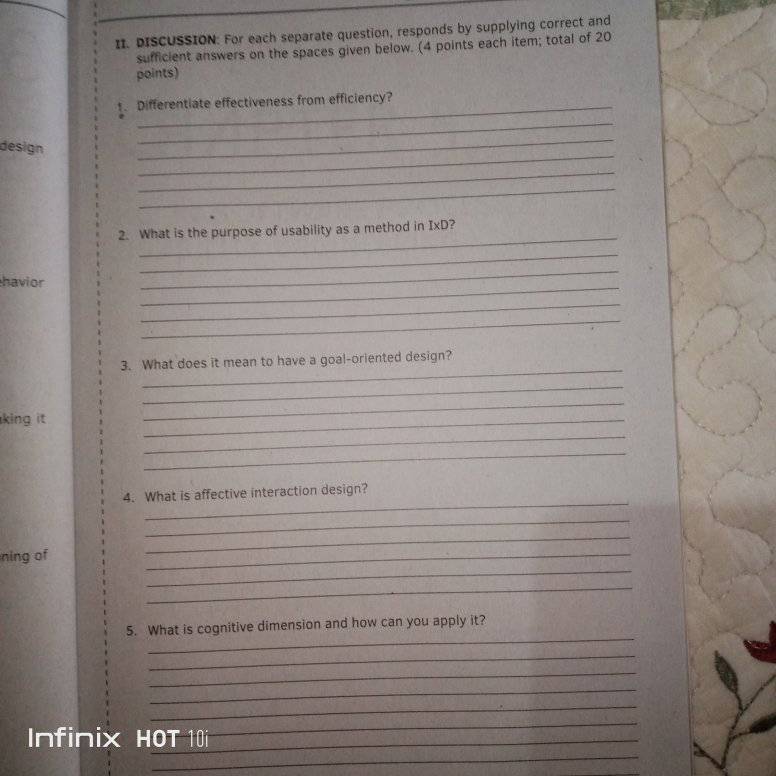 II. DISCUSSION: For each separate question, responds by supplying correct and
sufficient answers on the spaces given below. (4 points each item; total of 20
points)
1. Differentiate effectiveness from efficiency?
design
2. What is the purpose of usability as a method in IxD?
havior
3. What does it mean to have a goal-oriented design?
king it
4. What is affective interaction design?
ning of
5. What is cognitive dimension and how can you apply it?
Infinix HOT 10i